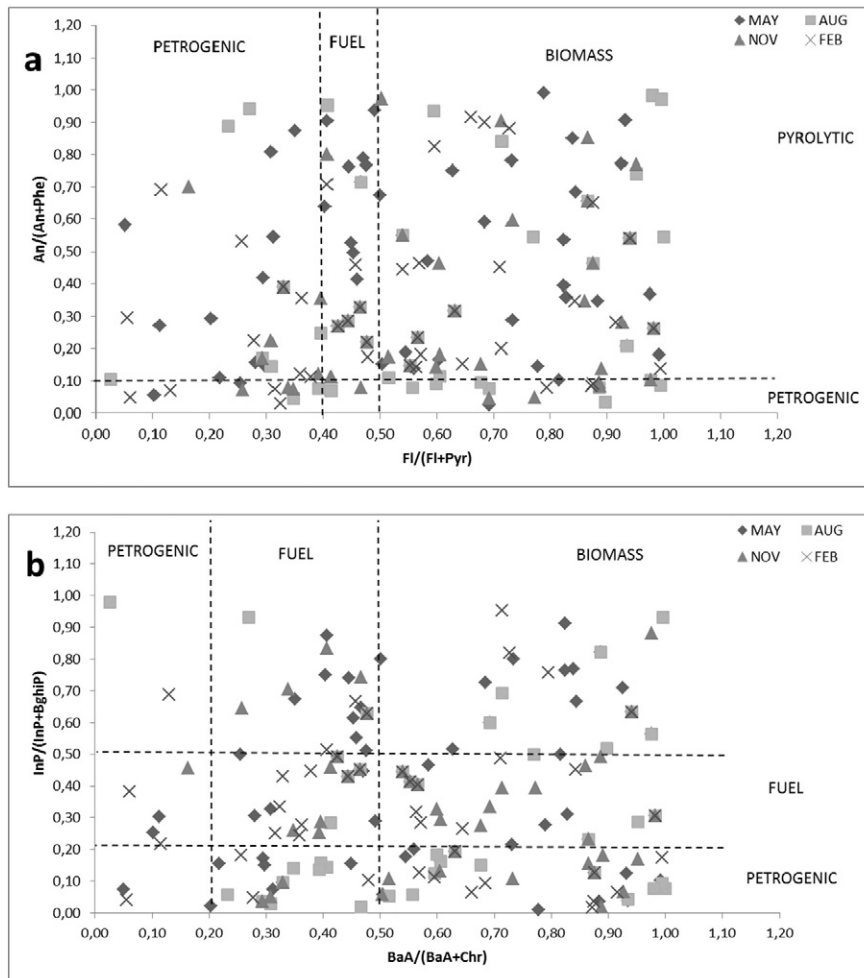 1,20
1,10
1,00
0,90
0,80
0,70
0,60
0,50
0,40
0,30
0,20
0,10
0,00
An/(An+Phe)
a
PETROGENIC
FUEL
BIOMASS
MAY
AUG
NOV
FEB
PYROLYTIC
PETROGENIC
0,00 0,10 0,20 0,30 0,40 0,50 0,60 0,70 0,80 0,90 1,00 1,10 1,20
Fl/(Fl+Pyr)
1,20
1,10
1,00
0,90
0,80
0,70
0,60
0,50
0,40
0,30
0,20
0,10
0,00
InP/(InP+BghiP)
b
PETROGENIC
FUEL
BIOMASS
MAY
AUG
NOV
FEB
FUEL
PETROGENIC
0,00 0,10 0,20 0,30 0,40 0,50 0,60 0,70 0,80 0,90 1,00 1,10 1,20
BaA/(BaA+Chr)